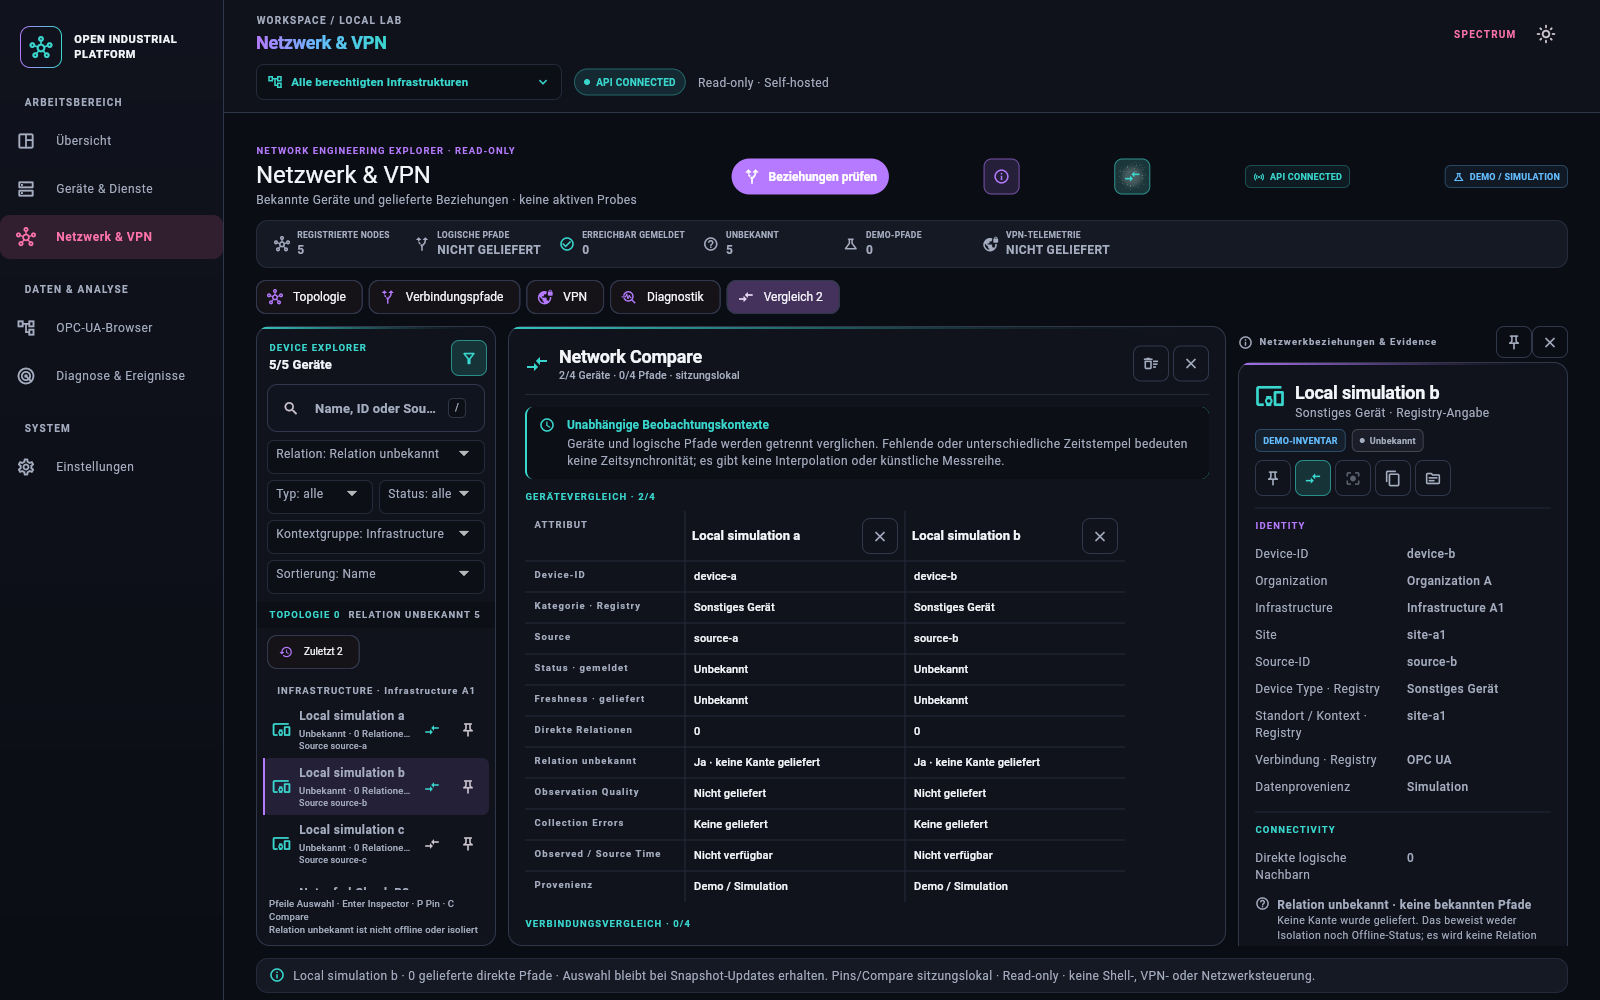 OPEN INDUSTRIAL
PLATFORM
ARBEITSBEREICH
Übersicht
Geräte & Dienste
Netzwerk & VPN
DATEN & ANALYSE
OPC-UA-Browser
Diagnose & Ereignisse
SYSTEM
Einstellungen
WORKSPACE / LOCAL LAB
Netzwerk & VPN
SPECTRUM
Alle berechtigten Infrastrukturen
API CONNECTED
Read-only · Self-hosted
NETWORK ENGINEERING EXPLORER · READ-ONLY
Netzwerk & VPN
Bekannte Geräte und gelieferte Beziehungen · keine aktiven Probes
Beziehungen prüfen
API CONNECTED
DEMO / SIMULATION
REGISTRIERTE NODES
5
LOGISCHE PFADE
NICHT GELIEFERT
ERREICHBAR GEMELDET
0
UNBEKANNT
5
DEMO-PFADE
0
VPN-TELEMETRIE
NICHT GELIEFERT
Topologie
Verbindungspfade
VPN
Diagnostik
Vergleich 2
DEVICE EXPLORER
5/5 Geräte
Name, ID oder Sou... /
Relation: Relation unbekannt
Typ: alle
Status: alle
Kontextgruppe: Infrastructure
Sortierung: Name
TOPOLOGIE 0 RELATION UNBEKANNT 5
Zuletzt 2
INFRASTRUCTURE · Infrastructure A1
Local simulation a
Unbekannt · 0 Relatione...
Source source-a
Local simulation b
Unbekannt · 0 Relatione...
Source source-b
Local simulation c
Unbekannt · 0 Relatione...
Source source-c
Pfeile Auswahl · Enter Inspector · P Pin · C
Compare
Relation unbekannt ist nicht offline oder isoliert
Network Compare
2/4 Geräte · 0/4 Pfade · sitzungslokal
Unabhängige Beobachtungskontexte
Geräte und logische Pfade werden getrennt verglichen. Fehlende oder unterschiedliche Zeitstempel bedeuten
keine Zeitsynchronität; es gibt keine Interpolation oder künstliche Messreihe.
GERÄTEVERGLEICH · 2/4
ATTRIBUT
Local simulation a
Local simulation b
Device-ID device-a device-b
Kategorie · Registry Sonstiges Gerät Sonstiges Gerät
Source source-a source-b
Status · gemeldet Unbekannt Unbekannt
Freshness · geliefert Unbekannt Unbekannt
Direkte Relationen 0 0
Relation unbekannt Ja · keine Kante geliefert Ja · keine Kante geliefert
Observation Quality Nicht geliefert Nicht geliefert
Collection Errors Keine geliefert Keine geliefert
Observed / Source Time Nicht verfügbar Nicht verfügbar
Provenienz Demo / Simulation Demo / Simulation
VERBINDUNGSVERGLEICH · 0/4
Netzwerkbeziehungen & Evidence
Local simulation b
Sonstiges Gerät · Registry-Angabe
DEMO-INVENTAR
Unbekannt
IDENTITY
Device-ID device-b
Organization Organization A
Infrastructure Infrastructure A1
Site site-a1
Source-ID source-b
Device Type · Registry Sonstiges Gerät
Standort / Kontext · site-a1
Registry
Verbindung · Registry OPC UA
Datenprovenienz Simulation
CONNECTIVITY
Direkte logische 0
Nachbarn
Relation unbekannt · keine bekannten Pfade
Keine Kante wurde geliefert. Das beweist weder
Isolation noch Offline-Status; es wird keine Relation
Local simulation b · 0 gelieferte direkte Pfade · Auswahl bleibt bei Snapshot-Updates erhalten. Pins/Compare sitzungslokal · Read-only · keine Shell-, VPN- oder Netzwerksteuerung.